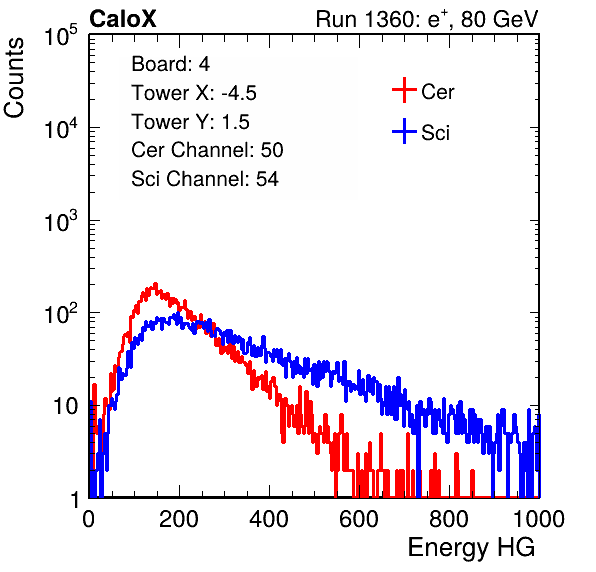 CaloX Run 1360: e⁺, 80 GeV
Counts
10⁵
10⁴
10³
10²
10
1
Board: 4
Tower X: -4.5
Tower Y: 1.5
Cer Channel: 50
Sci Channel: 54
Cer
Sci
0 200 400 600 800 1000
Energy HG